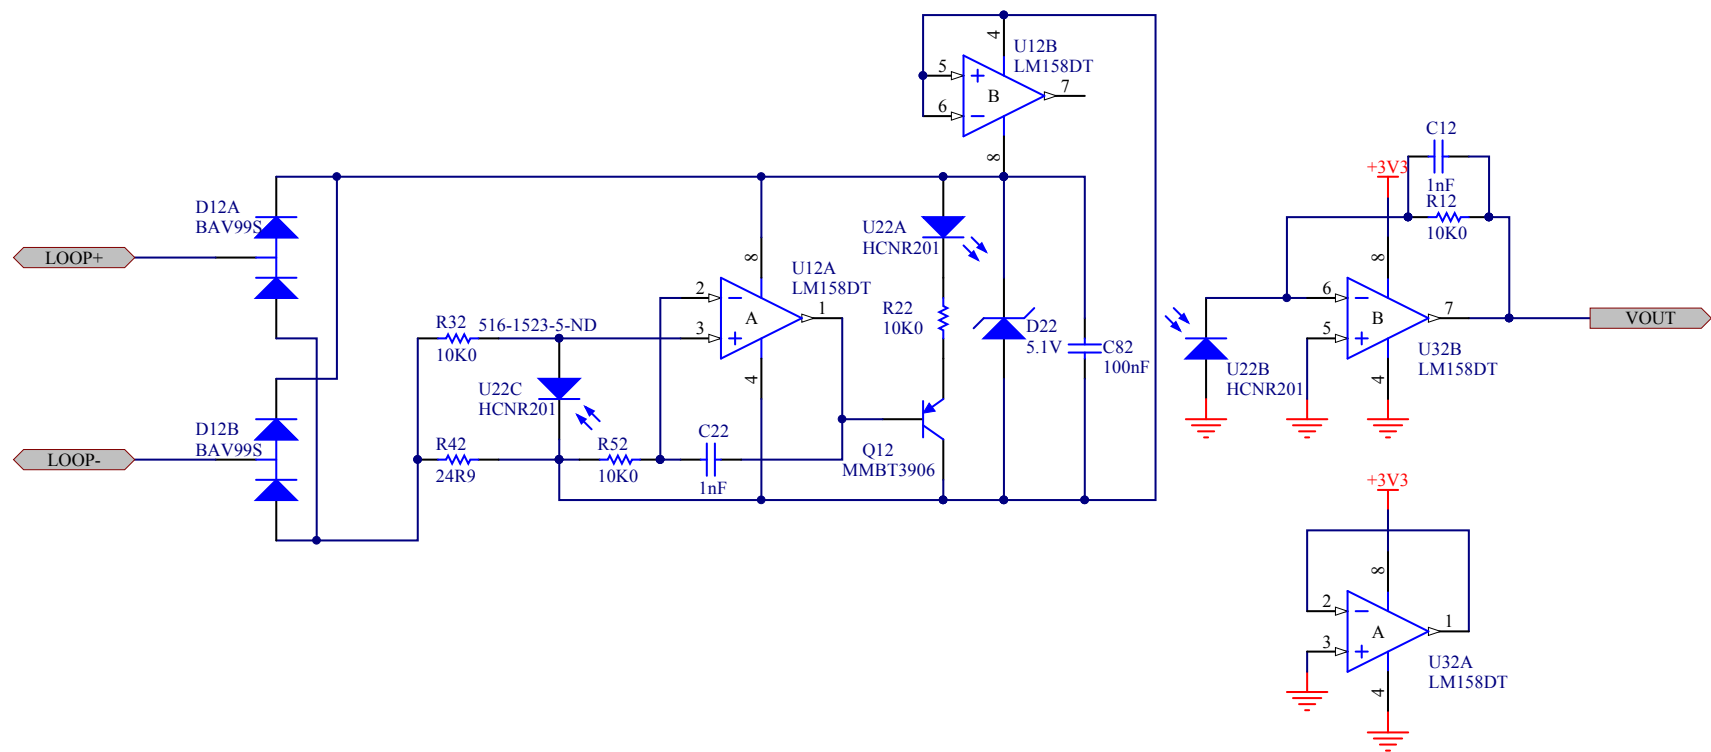 4
U12B
LM158DT
5
B
7
6
8
C12
+3V3
1nF
R12
10K0
D12A
BAV99S
LOOP+
U22A
HCNR201
8
U12A
LM158DT
2
A
1
3
4
R32
516-1523-5-ND
10K0
R22
10K0
D22
5.1V
C82
100nF
U22C
HCNR201
8
6
B
7
5
U32B
LM158DT
4
VOUT
U22B
HCNR201
D12B
BAV99S
LOOP-
R42
24R9
R52
10K0
C22
1nF
Q12
MMBT3906
+3V3
8
2
A
1
3
U32A
LM158DT
4